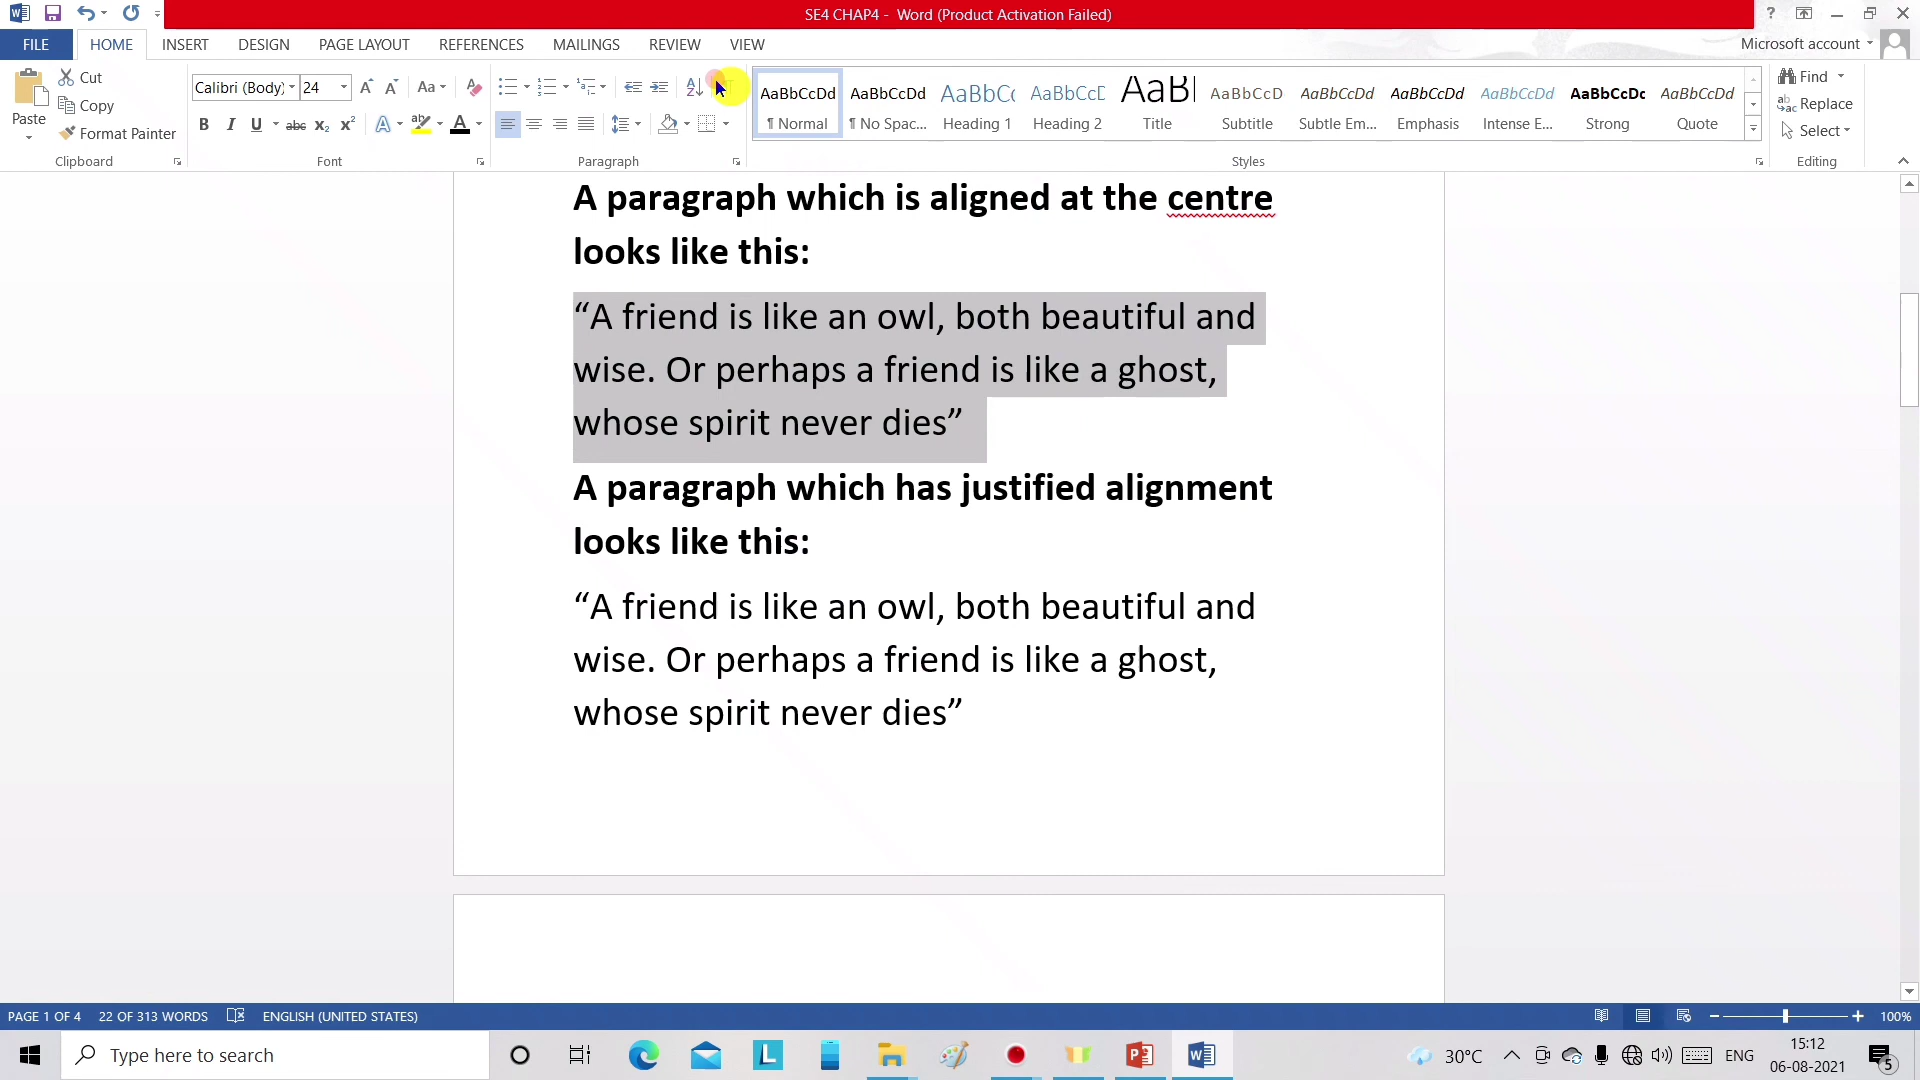 SE4 CHAP4 - Word (Product Activation Failed)
FILE HOME INSERT DESIGN PAGE LAYOUT REFERENCES MAILINGS REVIEW VIEW Microsoft account
Paste Cut
Copy
Format Painter
Clipboard
Calibri (Body) 24 Aa
B I U abc X₂ X² A A
Font
Paragraph
AaBbCcDd AaBbCcDd AaBbCc AaBbCcD AaBl AaBbCcD AaBbCcDd AaBbCcDd AaBbCcDd AaBbCcDc AaBbCcDd
¶ Normal ¶ No Spac... Heading 1 Heading 2 Title Subtitle Subtle Em... Emphasis Intense E... Strong Quote
Styles
Find
Replace
Select
Editing
A paragraph which is aligned at the centre
looks like this:
“A friend is like an owl, both beautiful and
wise. Or perhaps a friend is like a ghost,
whose spirit never dies”
A paragraph which has justified alignment
looks like this:
“A friend is like an owl, both beautiful and
wise. Or perhaps a friend is like a ghost,
whose spirit never dies”
PAGE 1 OF 4 22 OF 313 WORDS ENGLISH (UNITED STATES) 100%
Type here to search 30°C ENG 15:12
06-08-2021 5